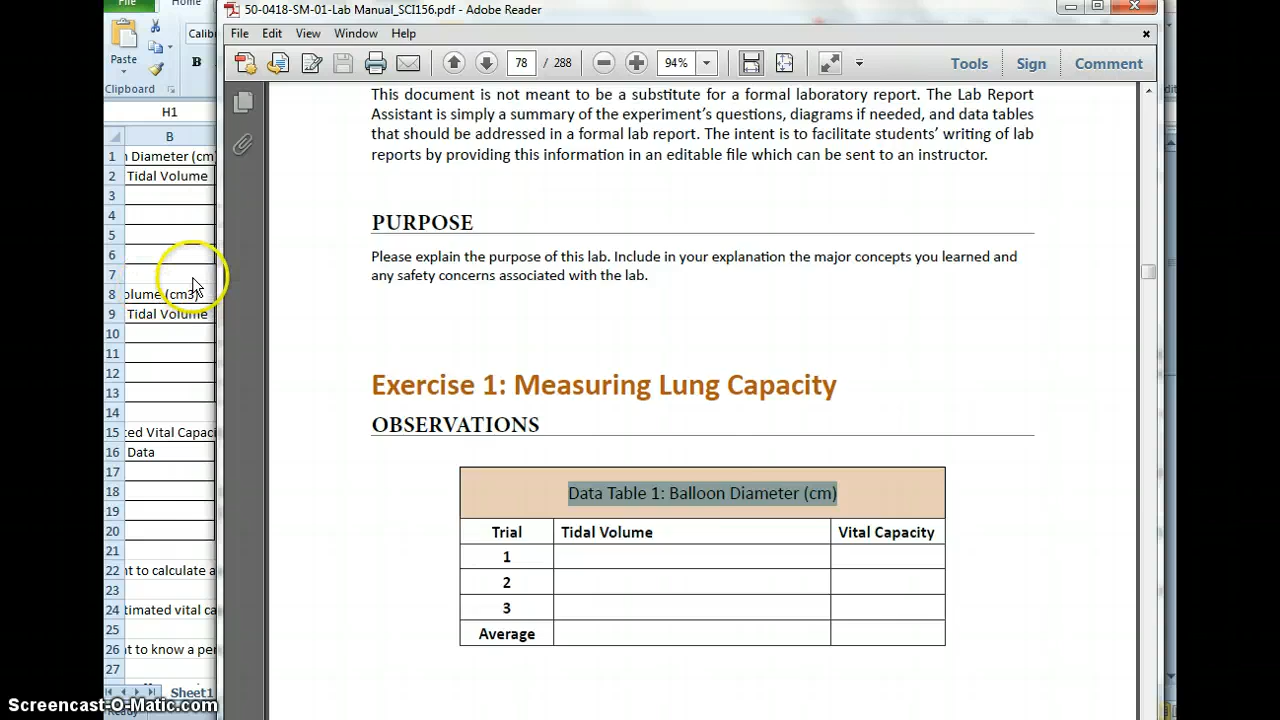 File
Home
50-0418-SM-01-Lab Manual_SCI156.pdf - Adobe Reader
File Edit View Window Help
Paste
Calib
B
Clipboard
78 / 288
94%
Tools Sign Comment
H1
B
1 n Diameter (cm)
2 Tidal Volume
3
4
5
6
7
8 olume (cm3)
9 Tidal Volume
10
11
12
13
14
15 ted Vital Capaci
16 Data
17
18
19
20
21
22 nt to calculate a
23
24 timated vital ca
25
26 nt to know a per
27
Sheet1
Ready
This document is not meant to be a substitute for a formal laboratory report. The Lab Report
Assistant is simply a summary of the experiment's questions, diagrams if needed, and data tables
that should be addressed in a formal lab report. The intent is to facilitate students' writing of lab
reports by providing this information in an editable file which can be sent to an instructor.
PURPOSE
Please explain the purpose of this lab. Include in your explanation the major concepts you learned and
any safety concerns associated with the lab.
Exercise 1: Measuring Lung Capacity
OBSERVATIONS
Data Table 1: Balloon Diameter (cm)
Trial Tidal Volume Vital Capacity
1
2
3
Average
Screencast-O-Matic.com